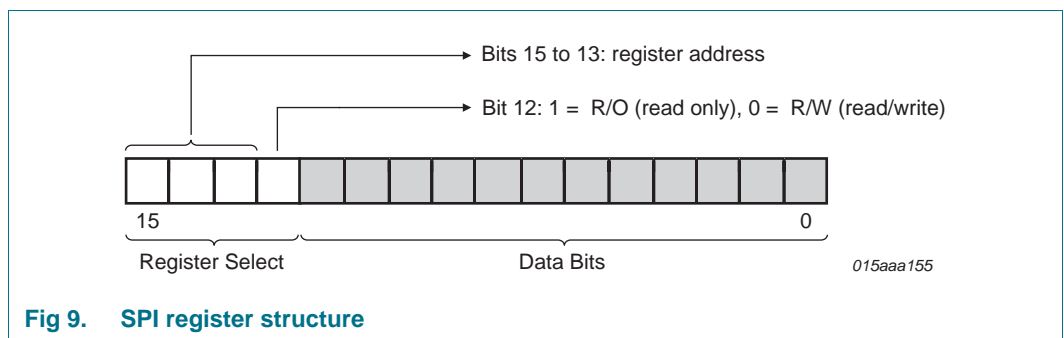 Bits 15 to 13: register address
Bit 12: 1 = R/O (read only), 0 = R/W (read/write)
15 0
Register Select Data Bits 015aaa155
Fig 9. SPI register structure